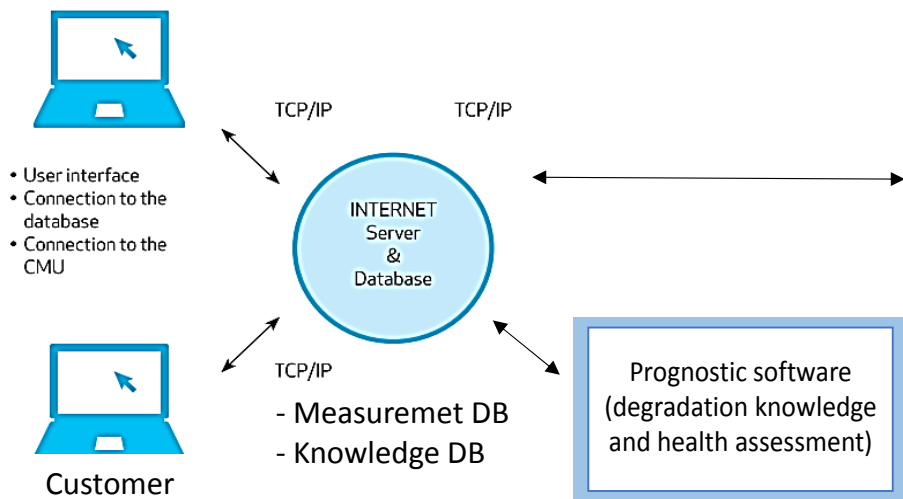 TCP/IP
TCP/IP
• User interface
• Connection to the
database
• Connection to the
CMU
INTERNET
Server
&
Database
TCP/IP
- Measuremet DB
- Knowledge DB
Customer
Prognostic software
(degradation knowledge
and health assessment)